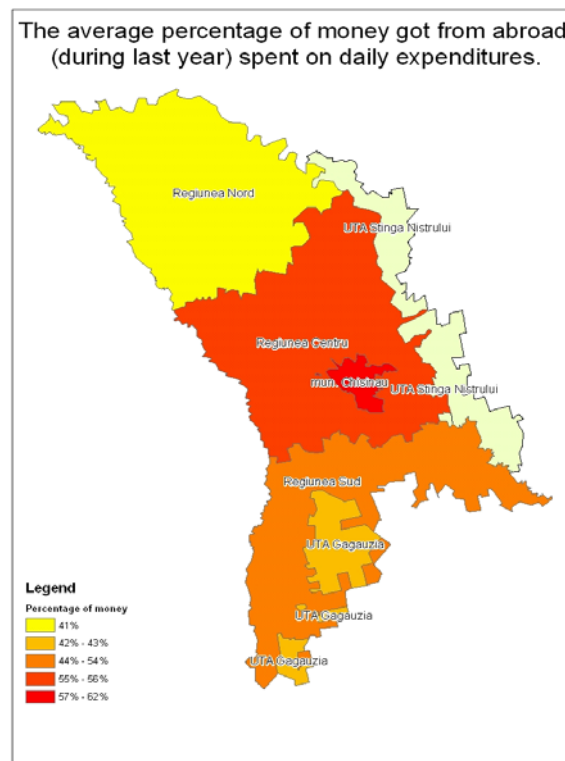 The average percentage of money got from abroad
(during last year) spent on daily expenditures.
Regiunea Nord
UTA Stinga Nistrului
Regiunea Centru
mun. Chisinau
UTA Stinga Nistrului
Regiunea Sud
UTA Gagauzia
UTA Gagauzia
UTA Gagauzia
Legend
Percentage of money
41%
42% - 43%
44% - 54%
55% - 56%
57% - 62%